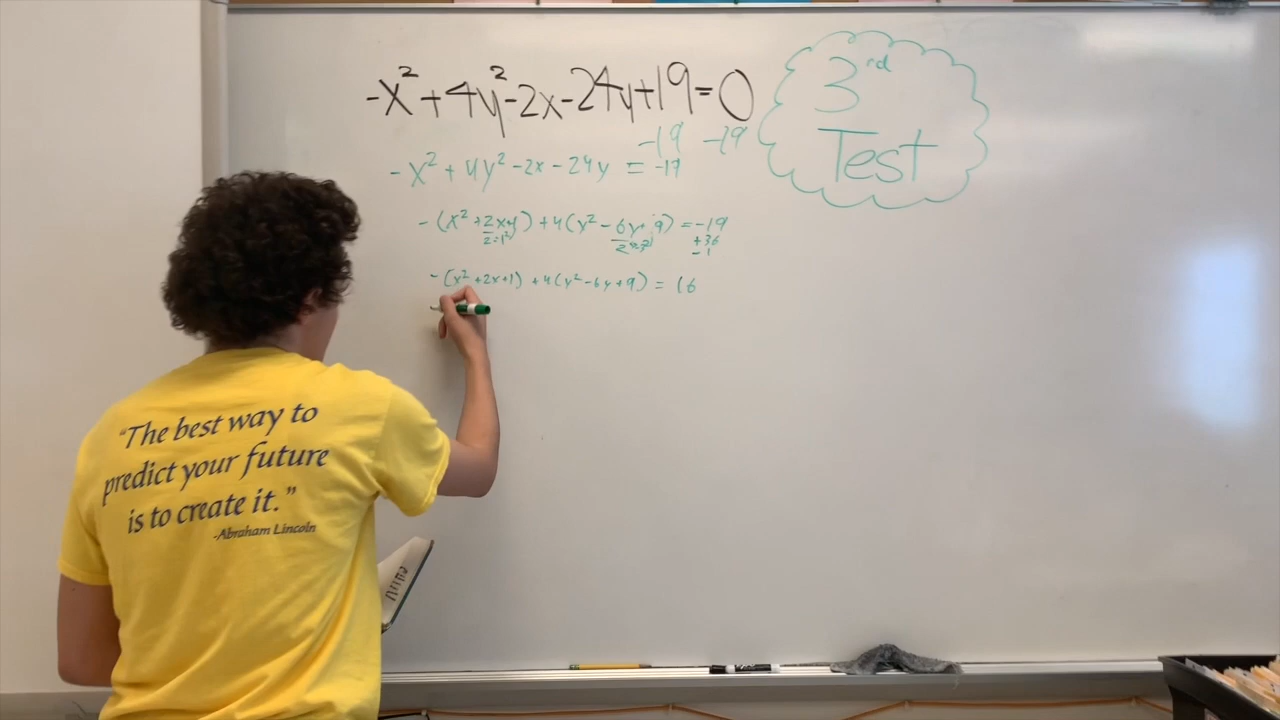 -x²+4y²-2x-24y+19=0
-19 -19
3rd
Test
-x²+4y²-2x-24y = -17
-(x²+2x+1)+4(y²-6y+9) = -19
+36
-1
-(x²+2x+1)+4(y²-6y+9) = 16
"The best way to
predict your future
is to create it."
-Abraham Lincoln